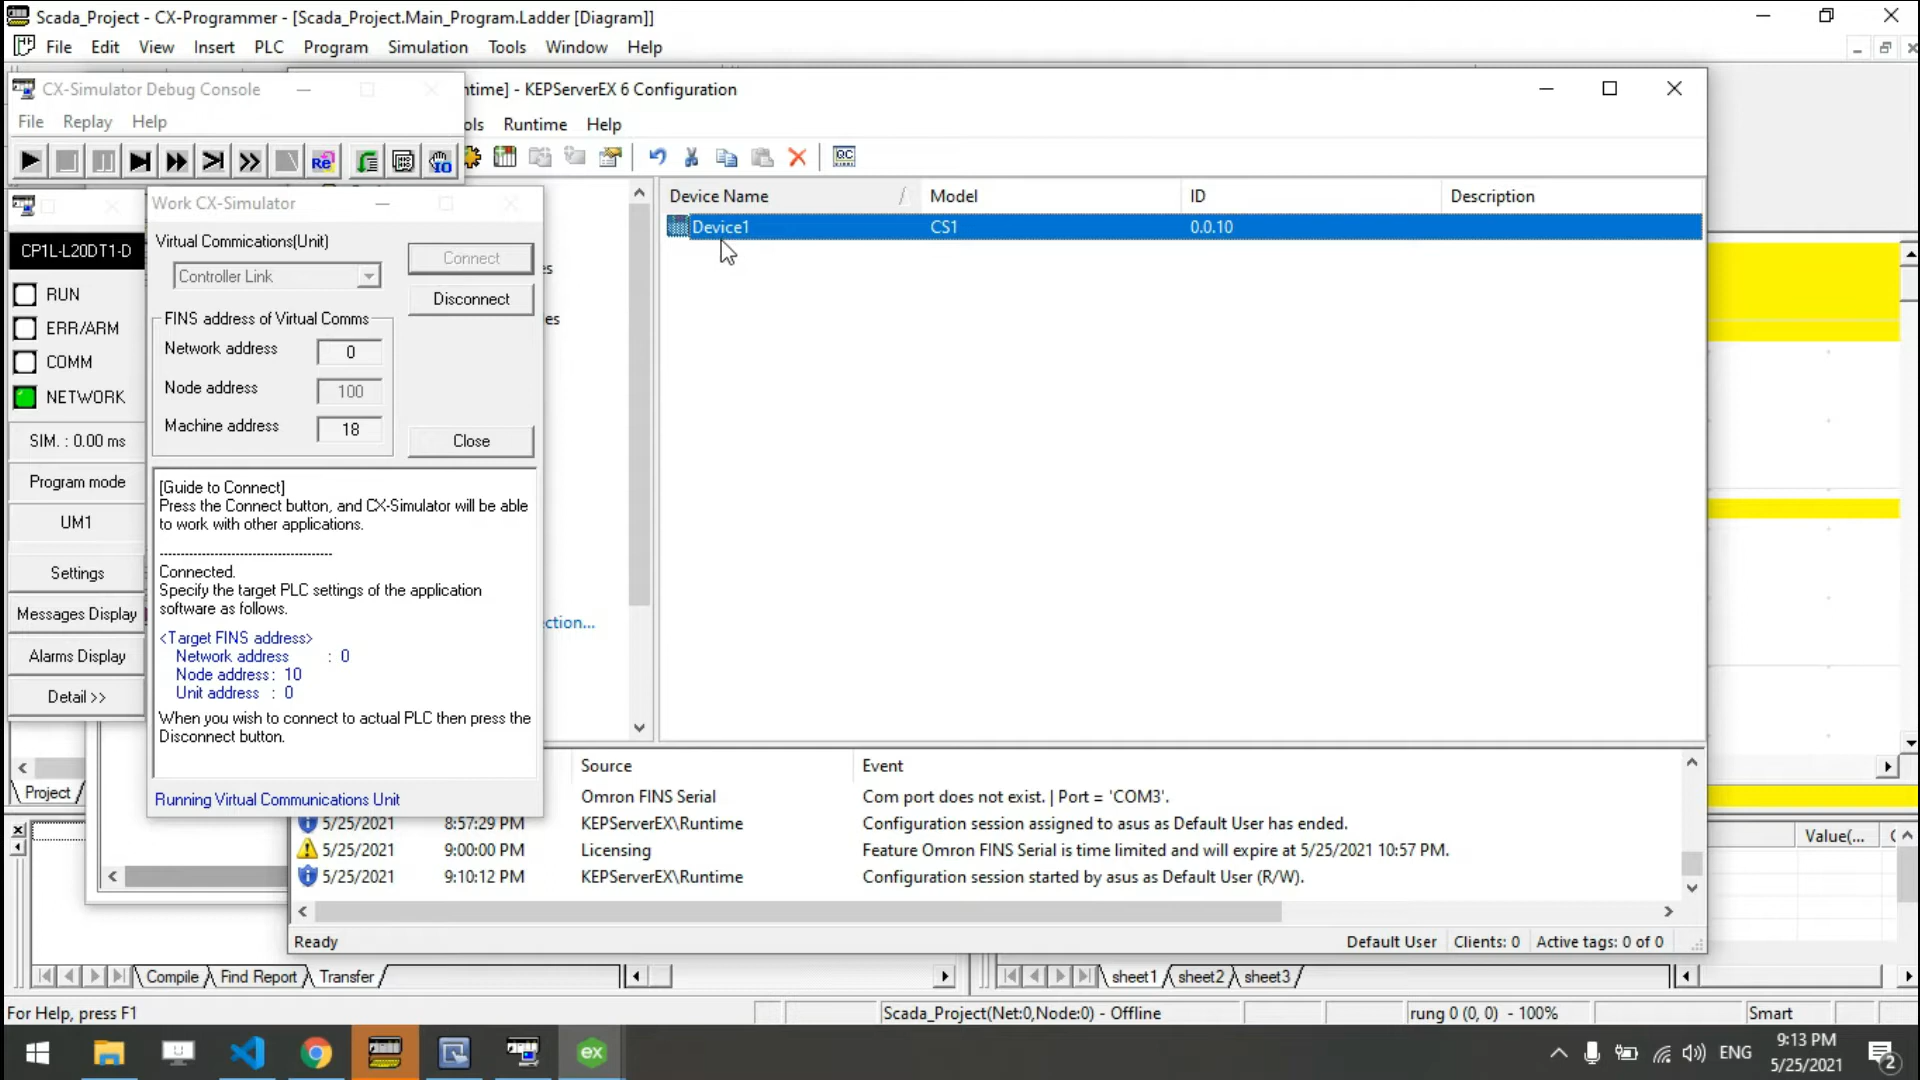 Scada_Project - CX-Programmer - [Scada_Project.Main_Program.Ladder [Diagram]]
File Edit View Insert PLC Program Simulation Tools Window Help
CX-Simulator Debug Console
File Replay Help
ntime] - KEPServerEX 6 Configuration
ols Runtime Help
Re
IO
QC
Work CX-Simulator
Virtual Commications(Unit)
Controller Link
Connect
Disconnect
FINS address of Virtual Comms
Network address 0
Node address 100
Machine address 18
Close
[Guide to Connect]
Press the Connect button, and CX-Simulator will be able
to work with other applications.
----------------------------------------
Connected.
Specify the target PLC settings of the application
software as follows.
<Target FINS address>
Network address : 0
Node address : 10
Unit address : 0
When you wish to connect to actual PLC then press the
Disconnect button.
Running Virtual Communications Unit
CP1L-L20DT1-D
RUN
ERR/ARM
COMM
NETWORK
SIM. : 0.00 ms
Program mode
UM1
Settings
Messages Display
Alarms Display
Detail >>
Project
es
es
ction...
Device Name / Model ID Description
Device1 CS1 0.0.10
Source Event
Omron FINS Serial Com port does not exist. | Port = 'COM3'.
5/25/2021 8:57:29 PM KEPServerEX\Runtime Configuration session assigned to asus as Default User has ended.
5/25/2021 9:00:00 PM Licensing Feature Omron FINS Serial is time limited and will expire at 5/25/2021 10:57 PM.
5/25/2021 9:10:12 PM KEPServerEX\Runtime Configuration session started by asus as Default User (R/W).
Ready Default User Clients: 0 Active tags: 0 of 0
Value(...
Compile Find Report Transfer
sheet1 sheet2 sheet3
For Help, press F1 Scada_Project(Net:0,Node:0) - Offline rung 0 (0, 0) - 100% Smart
ex
ENG
9:13 PM
5/25/2021
2